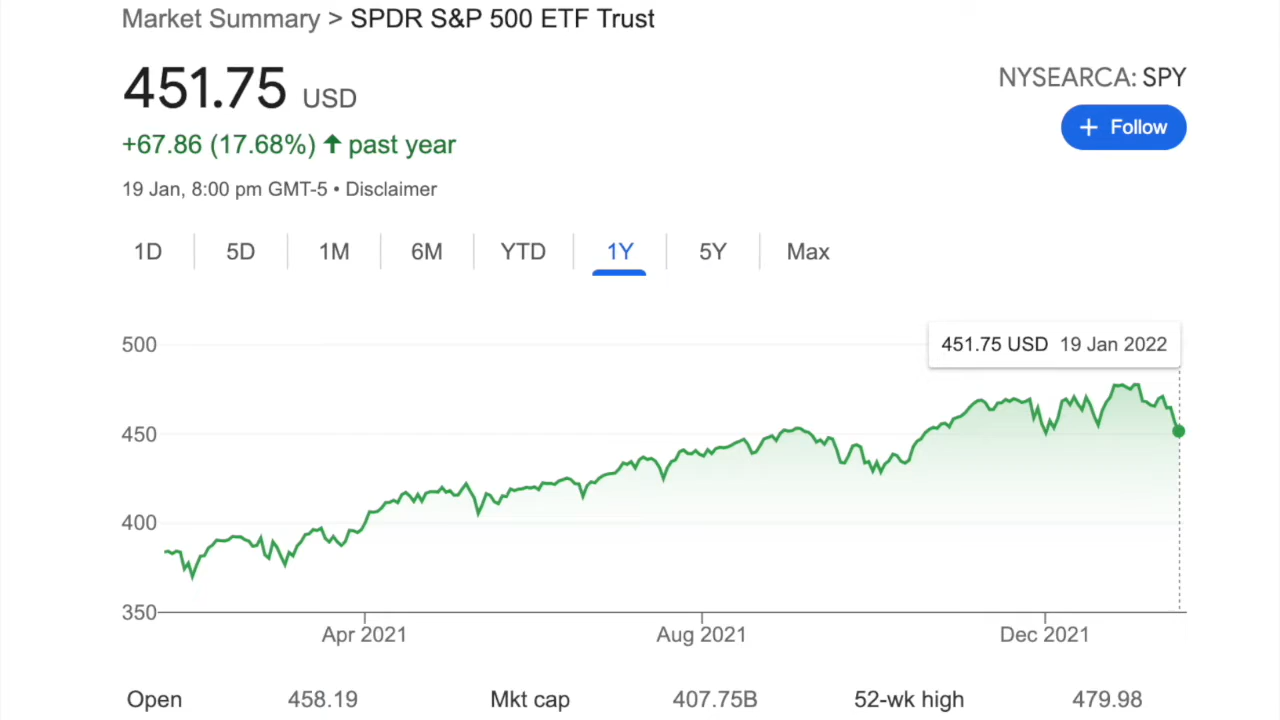 Market Summary > SPDR S&P 500 ETF Trust
451.75 USD
NYSEARCA: SPY
+ Follow
+67.86 (17.68%) ↑ past year
19 Jan, 8:00 pm GMT-5 • Disclaimer
1D 5D 1M 6M YTD 1Y 5Y Max
451.75 USD 19 Jan 2022
500
450
400
350
Apr 2021 Aug 2021 Dec 2021
Open 458.19 Mkt cap 407.75B 52-wk high 479.98